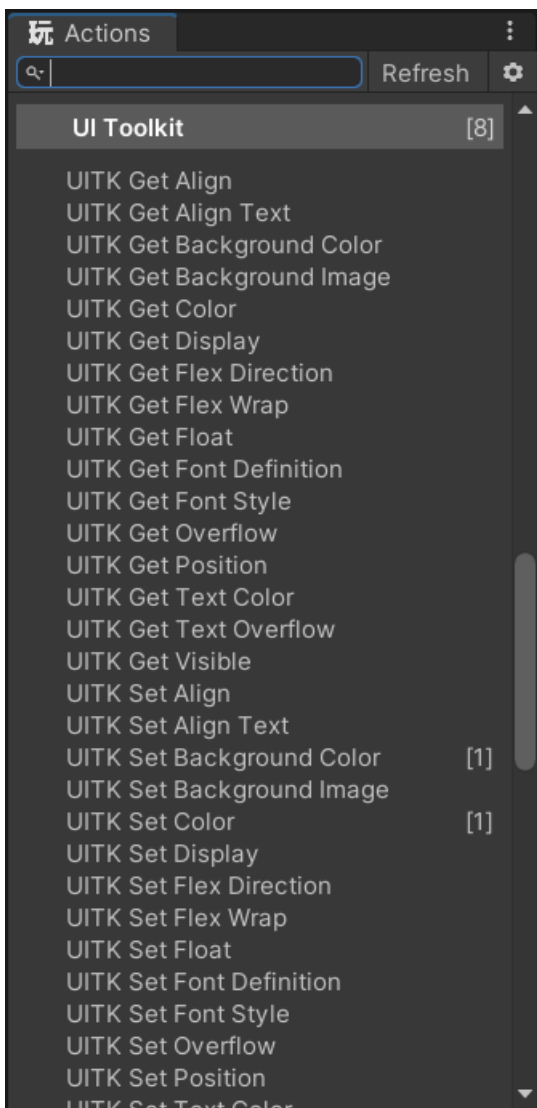 玩 Actions
Refresh
UI Toolkit [8]
UITK Get Align
UITK Get Align Text
UITK Get Background Color
UITK Get Background Image
UITK Get Color
UITK Get Display
UITK Get Flex Direction
UITK Get Flex Wrap
UITK Get Float
UITK Get Font Definition
UITK Get Font Style
UITK Get Overflow
UITK Get Position
UITK Get Text Color
UITK Get Text Overflow
UITK Get Visible
UITK Set Align
UITK Set Align Text
UITK Set Background Color [1]
UITK Set Background Image
UITK Set Color [1]
UITK Set Display
UITK Set Flex Direction
UITK Set Flex Wrap
UITK Set Float
UITK Set Font Definition
UITK Set Font Style
UITK Set Overflow
UITK Set Position
UITK Set Text Color